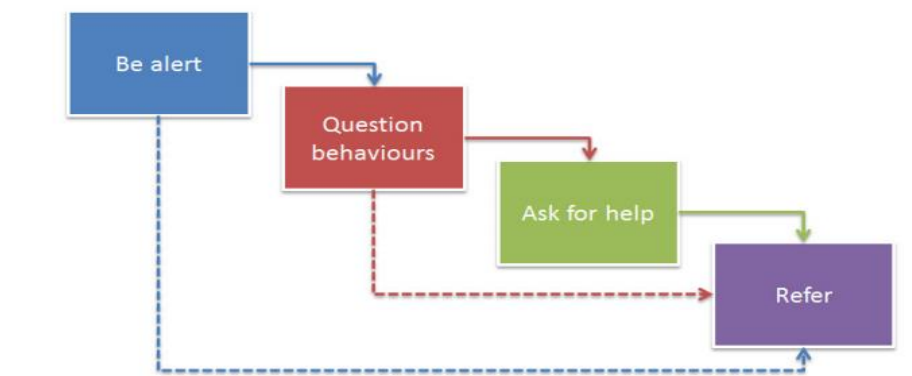 Be alert
Question
behaviours
Ask for help
Refer